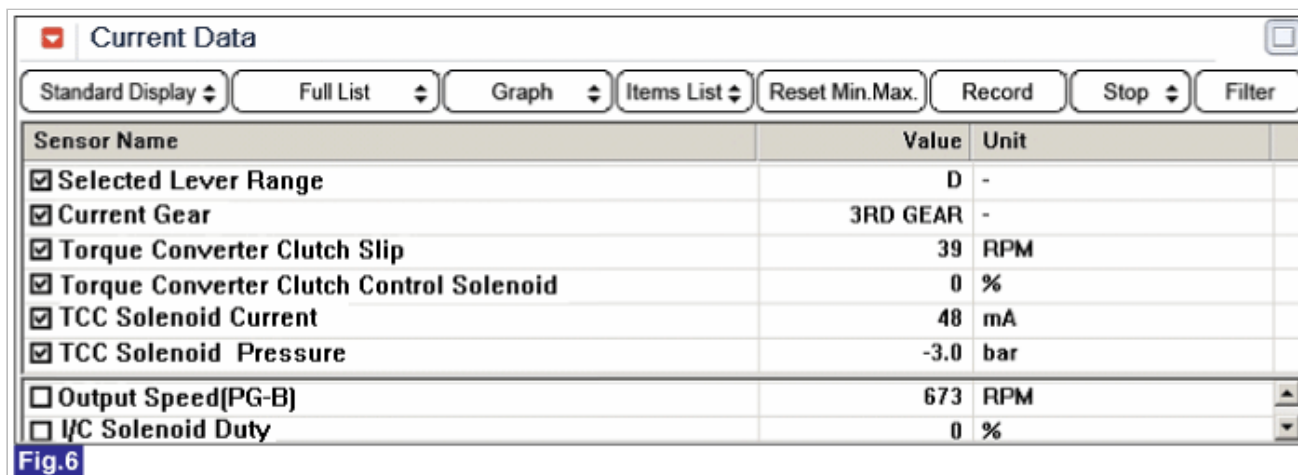 Current Data
Standard Display Full List Graph Items List Reset Min.Max. Record Stop Filter
Sensor Name Value Unit
Selected Lever Range D -
Current Gear 3RD GEAR -
Torque Converter Clutch Slip 39 RPM
Torque Converter Clutch Control Solenoid 0 %
TCC Solenoid Current 48 mA
TCC Solenoid Pressure -3.0 bar
Output Speed(PG-B) 673 RPM
I/C Solenoid Duty 0 %
Fig.6